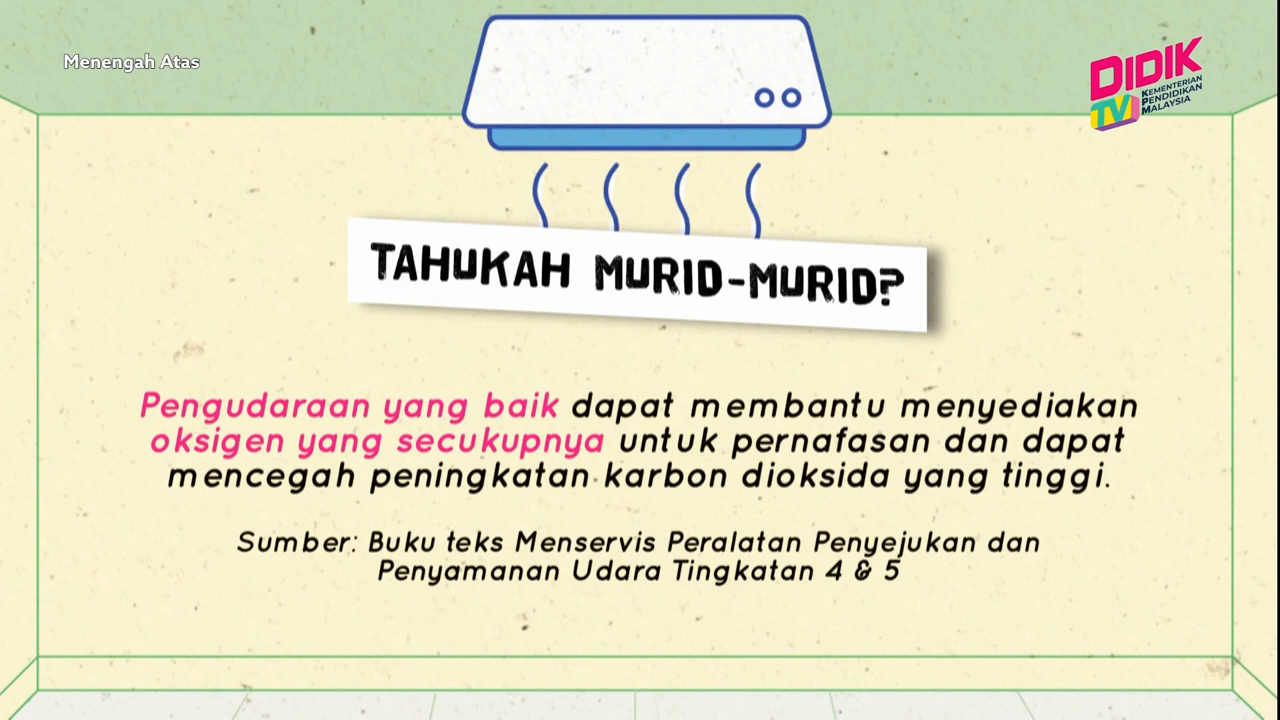 Menengah Atas
DIDIK
TV
KEMENTERIAN
PENDIDIKAN
MALAYSIA
TAHUKAH MURID-MURID?
Pengudaraan yang baik dapat membantu menyediakan
oksigen yang secukupnya untuk pernafasan dan dapat
mencegah peningkatan karbon dioksida yang tinggi.
Sumber: Buku teks Menservis Peralatan Penyejukan dan
Penyamanan Udara Tingkatan 4 & 5